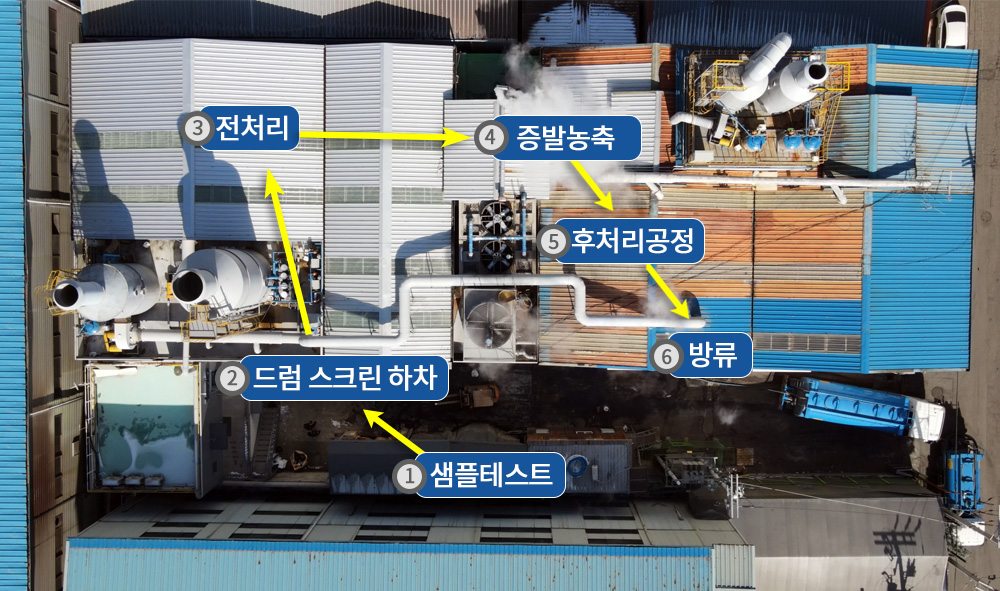 ① 샘플테스트
② 드럼 스크린 하차
③ 전처리
④ 증발농축
⑤ 후처리공정
⑥ 방류